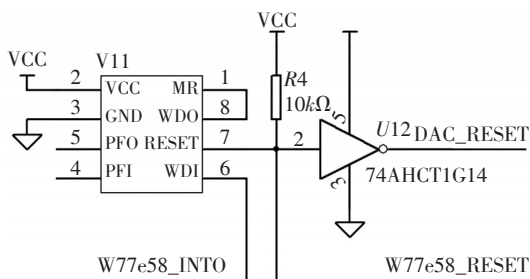 VCC
VCC
V11
2 VCC MR 1
3 GND WDO 8
5 PFO RESET 7
4 PFI WDI 6
R4
10kΩ
2
5
3
U12
DAC_RESET
74AHCT1G14
W77e58_INTO
W77e58_RESET